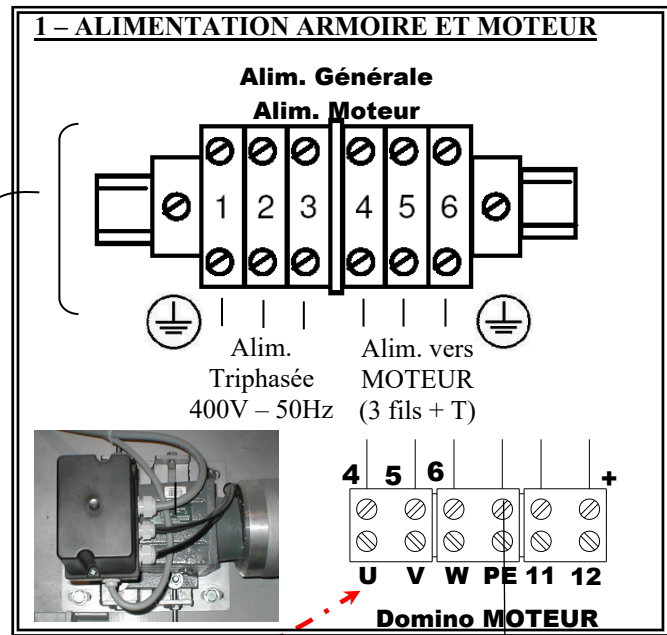 1 – ALIMENTATION ARMOIRE ET MOTEUR
Alim. Générale
Alim. Moteur
1 2 3 4 5 6
Alim.
Triphasée
400V – 50Hz
Alim. vers
MOTEUR
(3 fils + T)
4 5 6 +
U V W PE 11 12
Domino MOTEUR